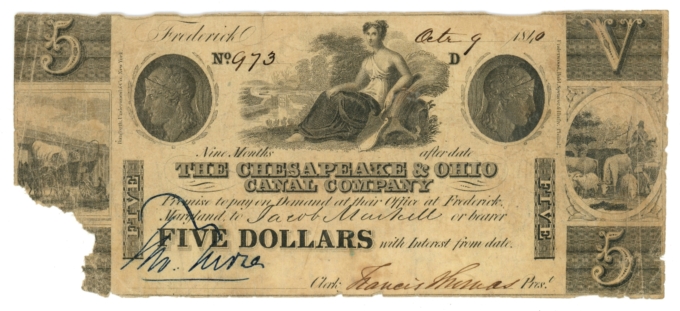 5
V
Frederick Octr 9 1840
No 973 D
Nine Months after date
THE CHESAPEAKE & OHIO
CANAL COMPANY
Promise to pay on Demand at their Office at Frederick,
Maryland, to Jacob or bearer
FIVE DOLLARS with Interest from date.
Clerk. Francis Thomas Prest.
FIVE
FIVE
5